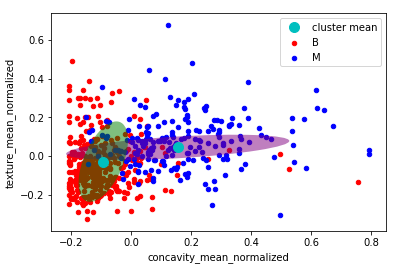 cluster mean
B
M
0.6
0.4
0.2
0.0
−0.2
texture_mean_normalized
−0.2
0.0
0.2
0.4
0.6
0.8
concavity_mean_normalized